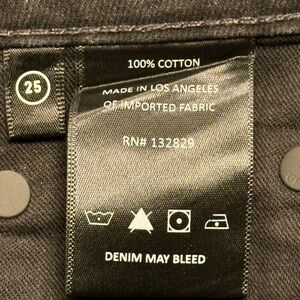 25
100% COTTON
MADE IN LOS ANGELES
OF IMPORTED FABRIC
RN# 132829
DENIM MAY BLEED